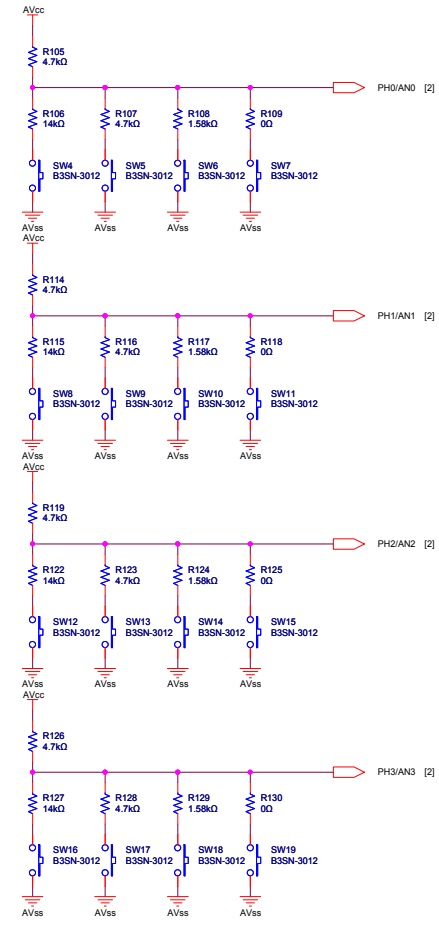 AVcc
R105
4.7kΩ
PH0/AN0 [2]
R106 R107 R108 R109
14kΩ 4.7kΩ 1.58kΩ 0Ω
SW4 SW5 SW6 SW7
B3SN-3012 B3SN-3012 B3SN-3012 B3SN-3012
AVss AVss AVss AVss
AVcc
R114
4.7kΩ
PH1/AN1 [2]
R115 R116 R117 R118
14kΩ 4.7kΩ 1.58kΩ 0Ω
SW8 SW9 SW10 SW11
B3SN-3012 B3SN-3012 B3SN-3012 B3SN-3012
AVss AVss AVss AVss
AVcc
R119
4.7kΩ
PH2/AN2 [2]
R122 R123 R124 R125
14kΩ 4.7kΩ 1.58kΩ 0Ω
SW12 SW13 SW14 SW15
B3SN-3012 B3SN-3012 B3SN-3012 B3SN-3012
AVss AVss AVss AVss
AVcc
R126
4.7kΩ
PH3/AN3 [2]
R127 R128 R129 R130
14kΩ 4.7kΩ 1.58kΩ 0Ω
SW16 SW17 SW18 SW19
B3SN-3012 B3SN-3012 B3SN-3012 B3SN-3012
AVss AVss AVss AVss